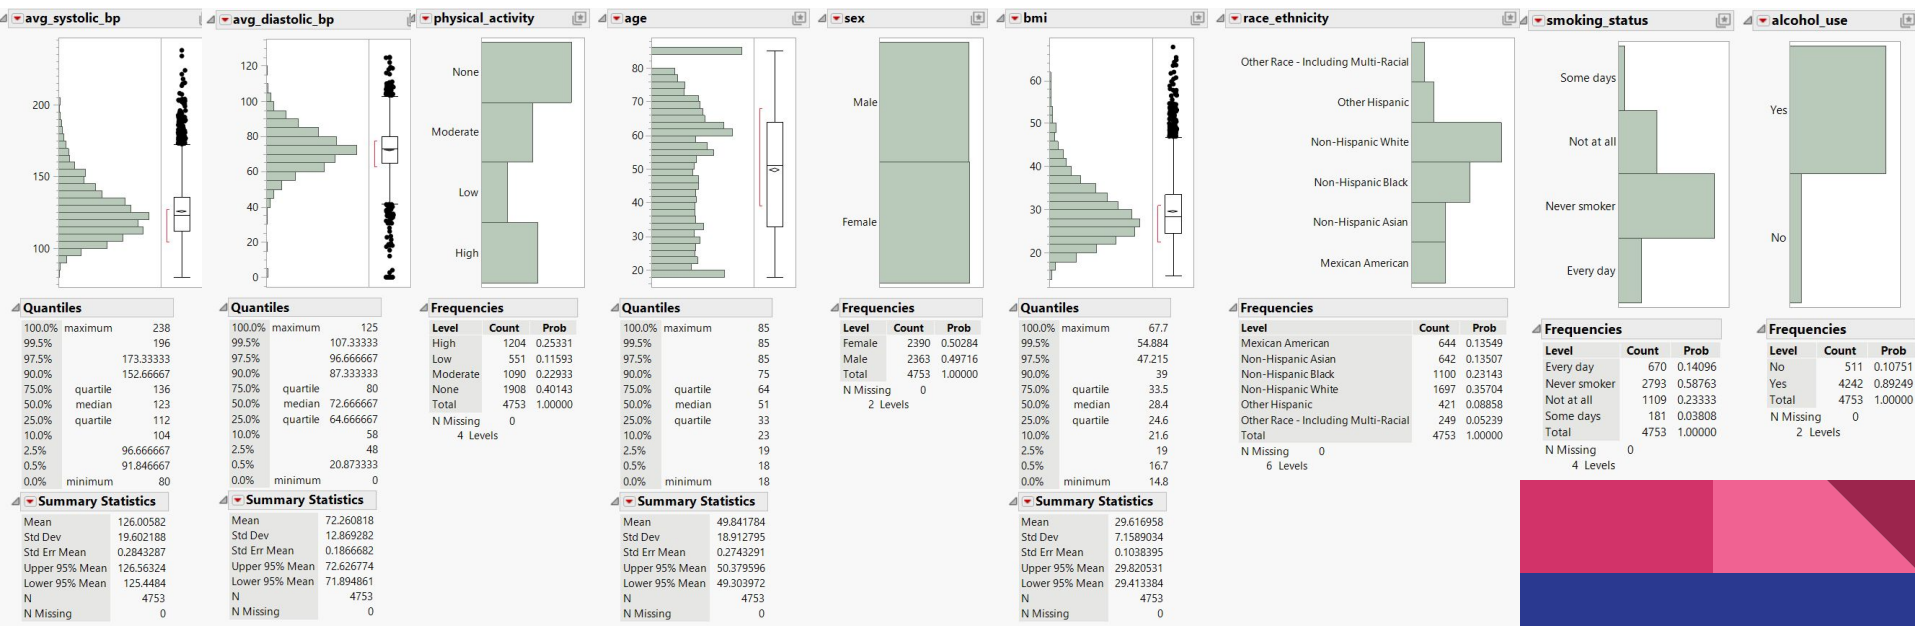 avg_systolic_bp
200
150
100
Quantiles
100.0% maximum 238
99.5% 196
97.5% 173.33333
90.0% 152.66667
75.0% quartile 136
50.0% median 123
25.0% quartile 112
10.0% 104
2.5% 96.666667
0.5% 91.846667
0.0% minimum 80
Summary Statistics
Mean 126.00582
Std Dev 19.602188
Std Err Mean 0.2843287
Upper 95% Mean 126.56324
Lower 95% Mean 125.4484
N 4753
N Missing 0
avg_diastolic_bp
120
100
80
60
40
20
0
Quantiles
100.0% maximum 125
99.5% 107.33333
97.5% 96.666667
90.0% 87.333333
75.0% quartile 80
50.0% median 72.666667
25.0% quartile 64.666667
10.0% 58
2.5% 48
0.5% 20.873333
0.0% minimum 0
Summary Statistics
Mean 72.260818
Std Dev 12.869282
Std Err Mean 0.1866682
Upper 95% Mean 72.626774
Lower 95% Mean 71.894861
N 4753
N Missing 0
physical_activity
None
Moderate
Low
High
Frequencies
Level Count Prob
High 1204 0.25331
Low 551 0.11593
Moderate 1090 0.22933
None 1908 0.40143
Total 4753 1.00000
N Missing 0
4 Levels
age
80
70
60
50
40
30
20
Quantiles
100.0% maximum 85
99.5% 85
97.5% 85
90.0% 75
75.0% quartile 64
50.0% median 51
25.0% quartile 33
10.0% 23
2.5% 19
0.5% 18
0.0% minimum 18
Summary Statistics
Mean 49.841784
Std Dev 18.912795
Std Err Mean 0.2743291
Upper 95% Mean 50.379596
Lower 95% Mean 49.303972
N 4753
N Missing 0
sex
Male
Female
Frequencies
Level Count Prob
Female 2390 0.50284
Male 2363 0.49716
Total 4753 1.00000
N Missing 0
2 Levels
bmi
60
50
40
30
20
Quantiles
100.0% maximum 67.7
99.5% 54.884
97.5% 47.215
90.0% 39
75.0% quartile 33.5
50.0% median 28.4
25.0% quartile 24.6
10.0% 21.6
2.5% 19
0.5% 16.7
0.0% minimum 14.8
Summary Statistics
Mean 29.616958
Std Dev 7.1589034
Std Err Mean 0.1038395
Upper 95% Mean 29.820531
Lower 95% Mean 29.413384
N 4753
N Missing 0
race_ethnicity
Other Race - Including Multi-Racial
Other Hispanic
Non-Hispanic White
Non-Hispanic Black
Non-Hispanic Asian
Mexican American
Frequencies
Level Count Prob
Mexican American 644 0.13549
Non-Hispanic Asian 642 0.13507
Non-Hispanic Black 1100 0.23143
Non-Hispanic White 1697 0.35704
Other Hispanic 421 0.08858
Other Race - Including Multi-Racial 249 0.05239
Total 4753 1.00000
N Missing 0
6 Levels
smoking_status
Some days
Not at all
Never smoker
Every day
Frequencies
Level Count Prob
Every day 670 0.14096
Never smoker 2793 0.58763
Not at all 1109 0.23333
Some days 181 0.03808
Total 4753 1.00000
N Missing 0
4 Levels
alcohol_use
Yes
No
Frequencies
Level Count Prob
No 511 0.10751
Yes 4242 0.89249
Total 4753 1.00000
N Missing 0
2 Levels